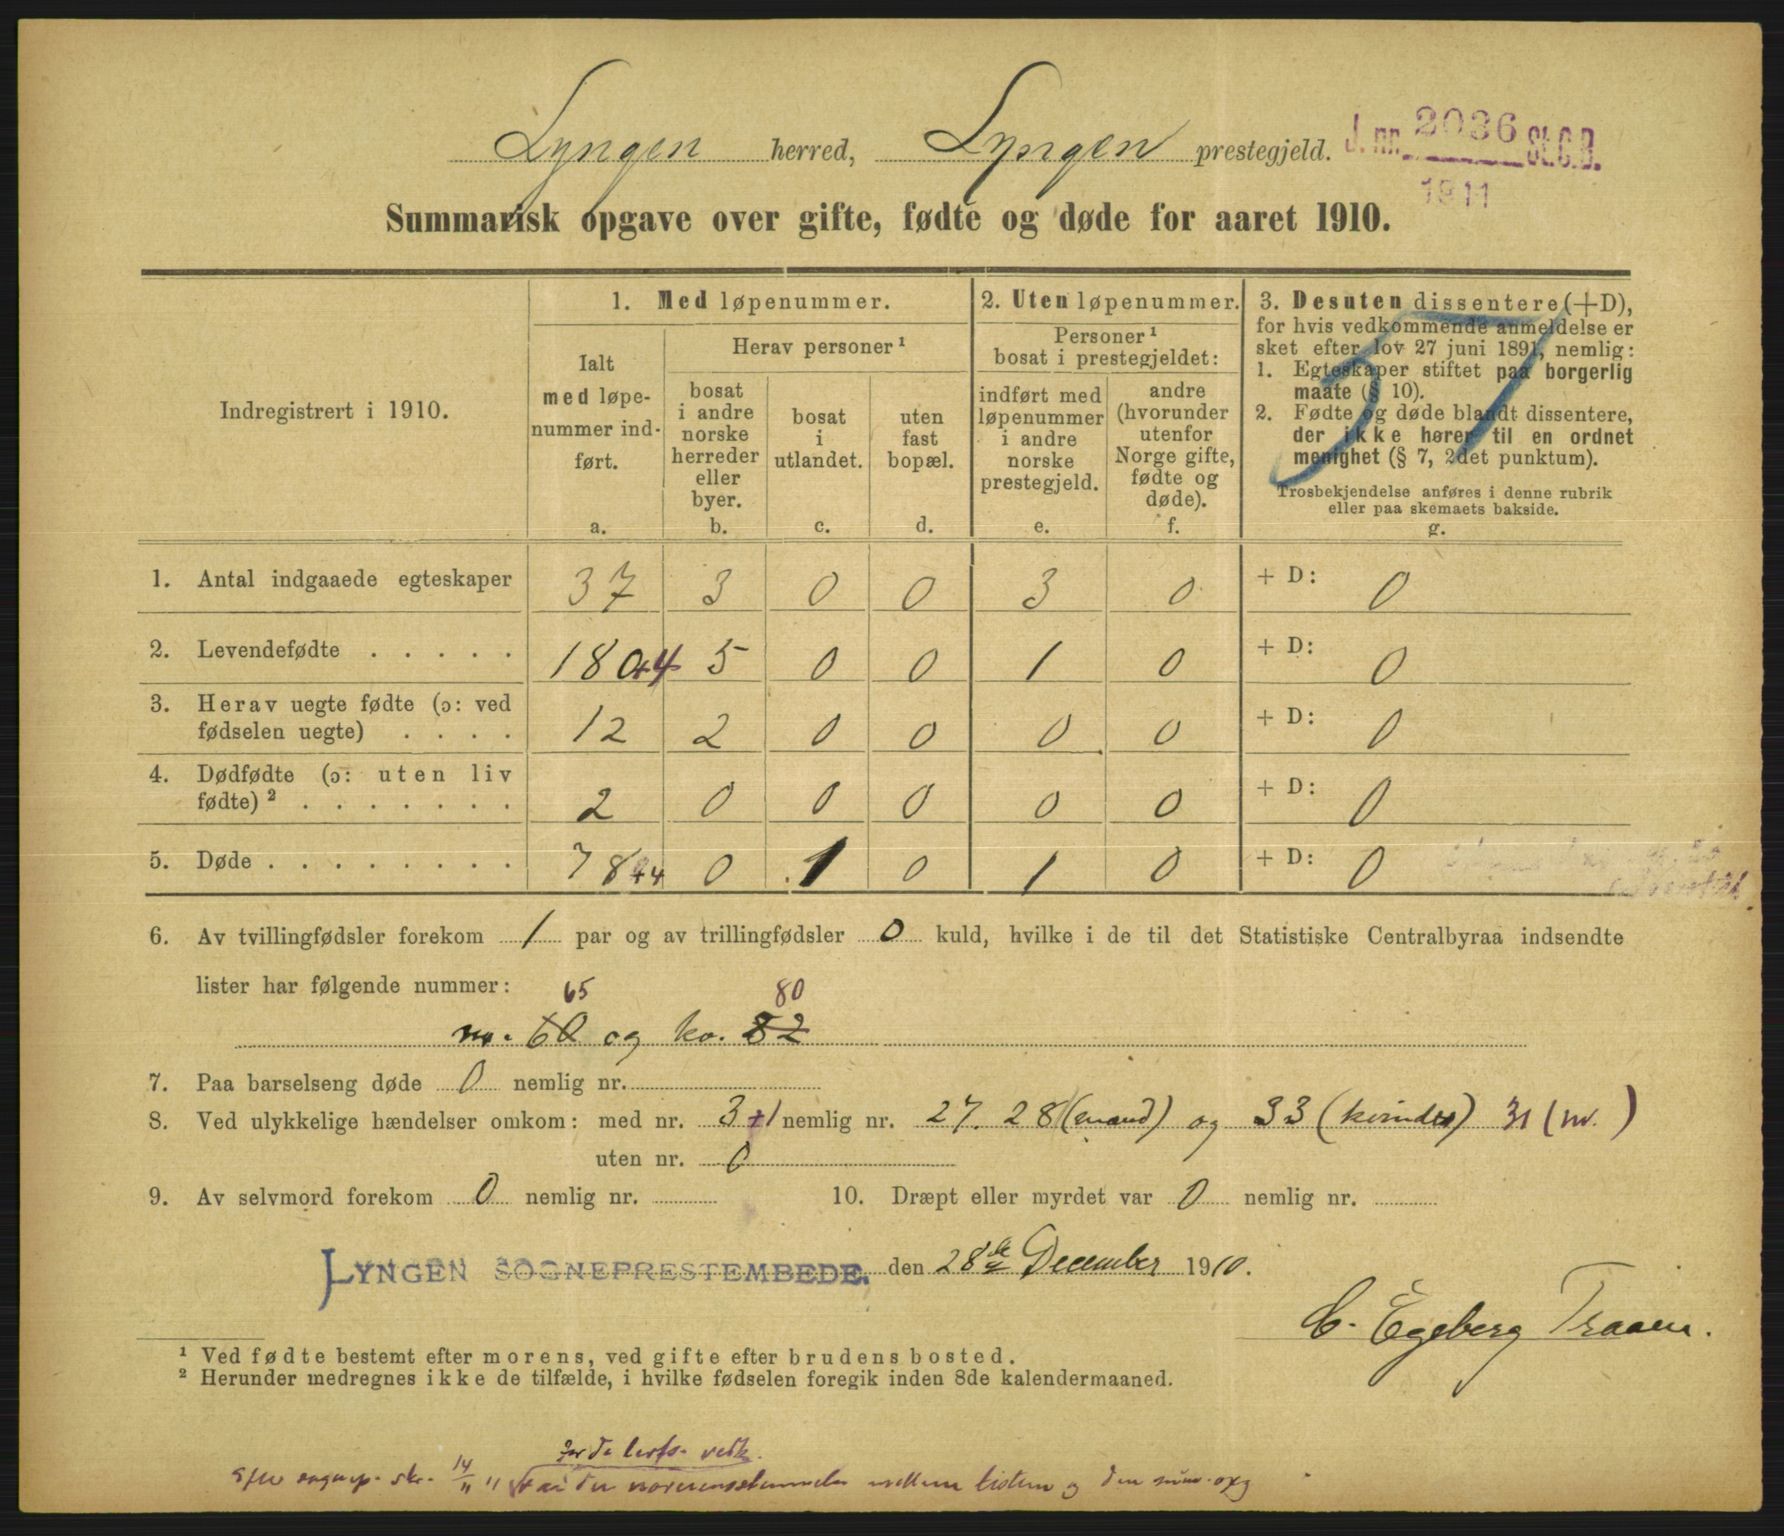 Lyngen herred, Lyngen prestegjeld. J. nr. 2036 St.C.B.
1911
Summarisk opgave over gifte, fødte og døde for aaret 1910.
Indregistrert i 1910.
1. Med løpenummer.
Ialt
med løpe-
nummer ind-
ført.
a.
Herav personer ¹
bosat
i andre
norske
herreder
eller
byer.
b.
bosat
i
utlandet.
c.
uten
fast
bopæl.
d.
2. Uten løpenummer.
Personer ¹
bosat i prestegjeldet:
indført med
løpenummer
i andre
norske
prestegjeld.
e.
andre
(hvorunder
utenfor
Norge gifte,
fødte og
døde).
f.
3. Desuten dissentere (+D),
for hvis vedkommende anmeldelse er
sket efter lov 27 juni 1891, nemlig:
1. Egteskaper stiftet paa borgerlig
maate (§ 10).
2. Fødte og døde blandt dissentere,
der ikke hører til en ordnet
menighet (§ 7, 2det punktum).
Trosbekjendelse anføres i denne rubrik
eller paa skemaets bakside.
g.
1. Antal indgaaede egteskaper 37 3 0 0 3 0 + D: 0
2. Levendefødte . . . . . 180+4 5 0 0 1 0 + D: 0
3. Herav uegte fødte (ɔ: ved
fødselen uegte) . . . . 12 2 0 0 0 0 + D: 0
4. Dødfødte (ɔ: uten liv
fødte) ² . . . . . . . 2 0 0 0 0 0 + D: 0
5. Døde . . . . . . . . 78+4 0 1 0 1 0 + D: 0
6. Av tvillingfødsler forekom 1 par og av trillingfødsler 0 kuld, hvilke i de til det Statistiske Centralbyraa indsendte
lister har følgende nummer:
65 80
m. 60 og kv. 82
7. Paa barselseng døde 0 nemlig nr.
8. Ved ulykkelige hændelser omkom: med nr. 3+1 nemlig nr. 27. 28 (mænd) og 33 (kvinde) 31 (m.)
uten nr. 0
9. Av selvmord forekom 0 nemlig nr. 10. Dræpt eller myrdet var 0 nemlig nr.
LYNGEN SOGNEPRESTEMBEDE. den 28de December 1910.
C. Egeberg Traaen.
¹ Ved fødte bestemt efter morens, ved gifte efter brudens bosted.
² Herunder medregnes ikke de tilfælde, i hvilke fødselen foregik inden 8de kalendermaaned.